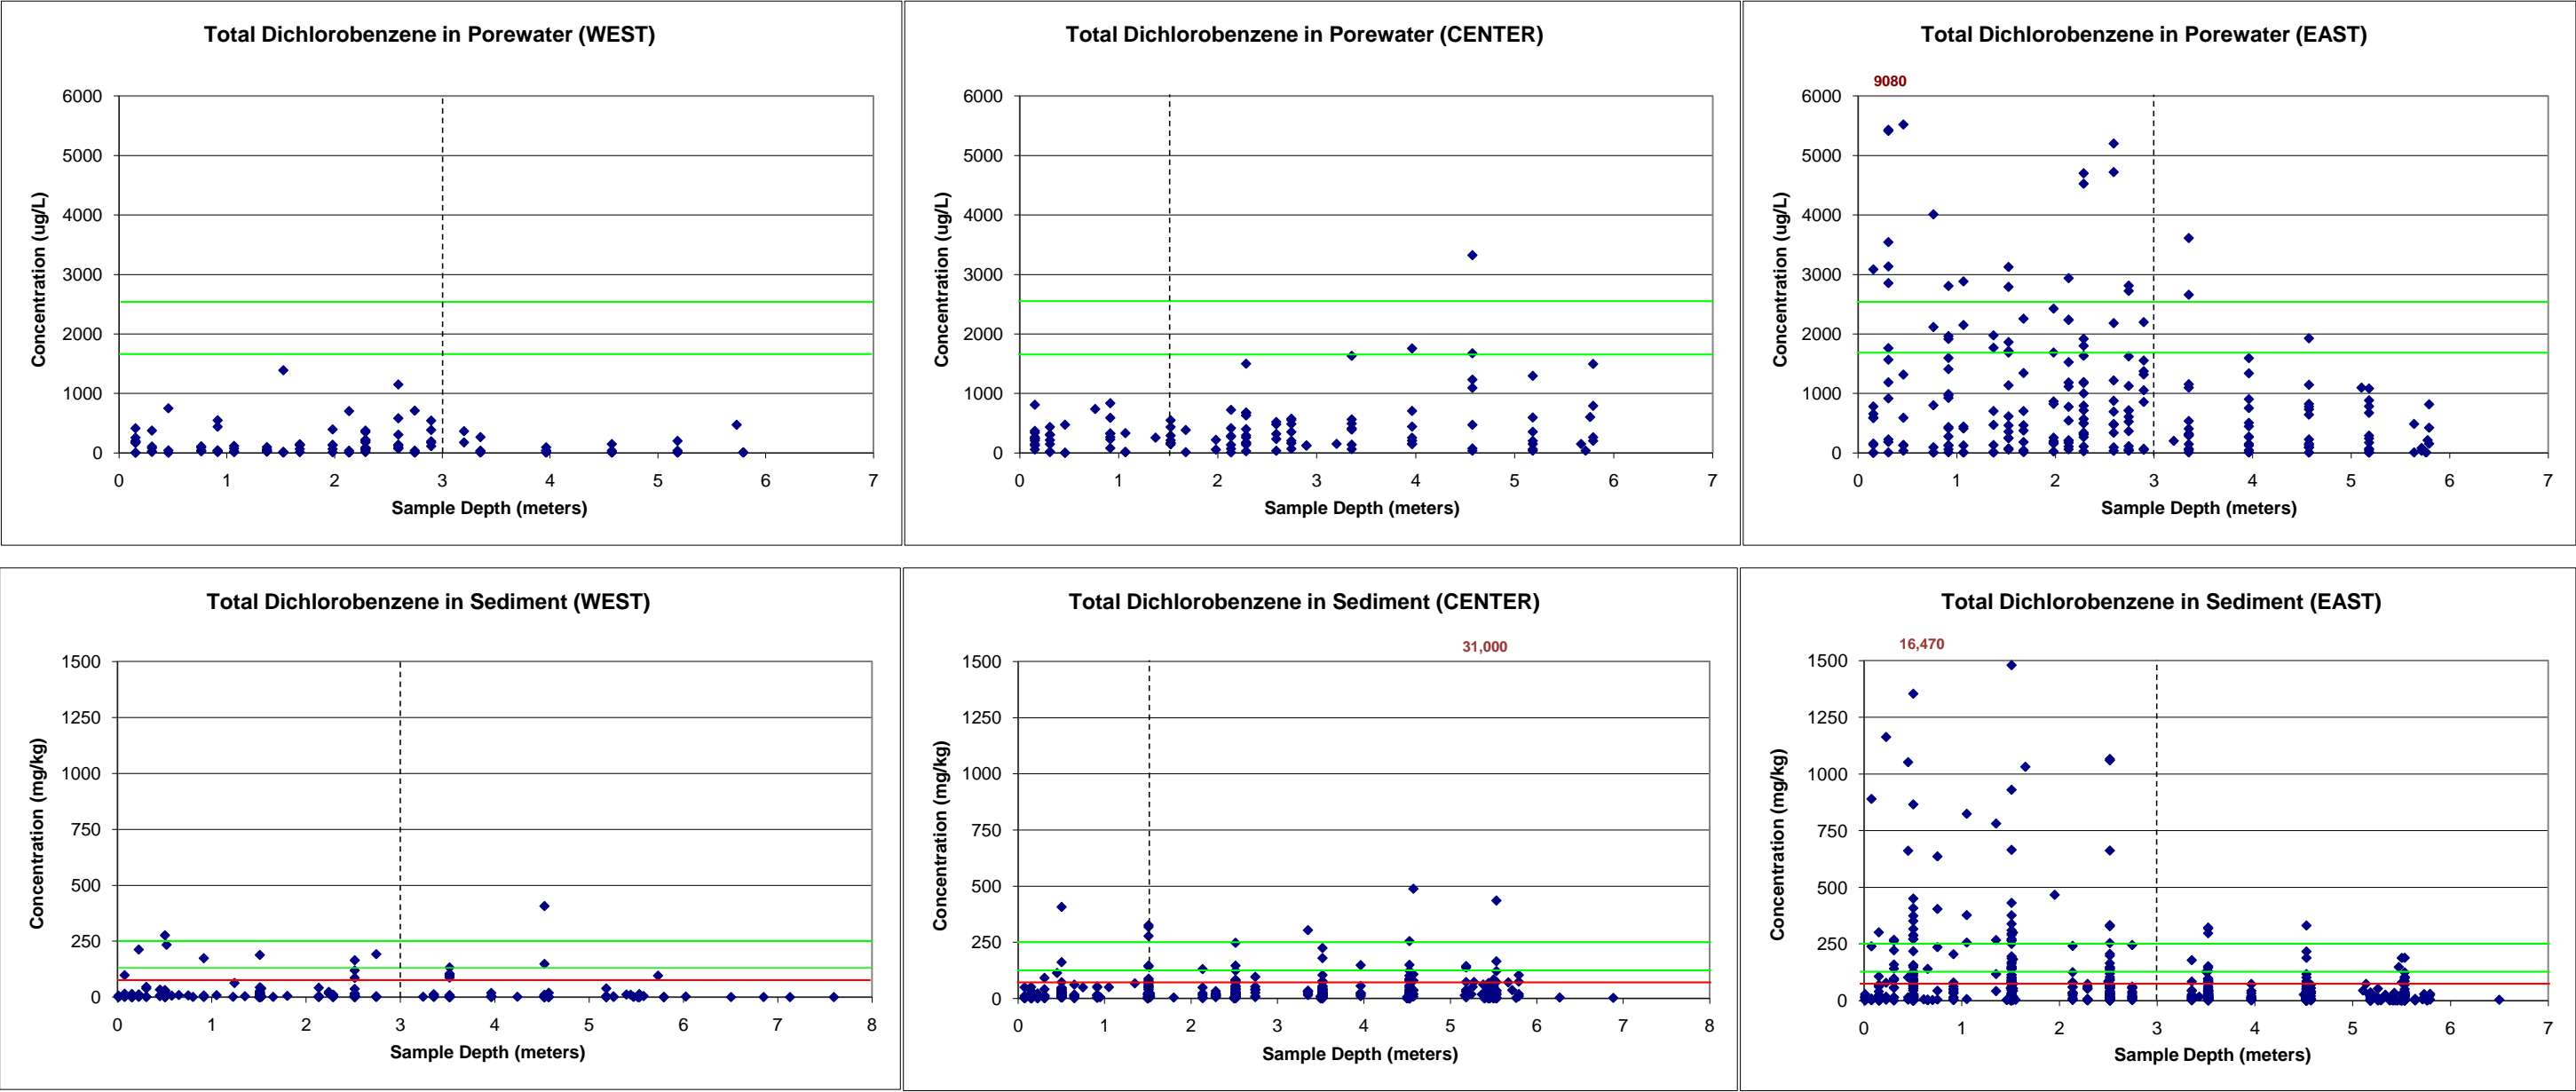 Total Dichlorobenzene in Porewater (WEST)
6000
5000
4000
3000
2000
1000
0
Concentration (ug/L)
0 1 2 3 4 5 6 7
Sample Depth (meters)
Total Dichlorobenzene in Porewater (CENTER)
6000
5000
4000
3000
2000
1000
0
Concentration (ug/L)
0 1 2 3 4 5 6 7
Sample Depth (meters)
Total Dichlorobenzene in Porewater (EAST)
9080
6000
5000
4000
3000
2000
1000
0
Concentration (ug/L)
0 1 2 3 4 5 6 7
Sample Depth (meters)
Total Dichlorobenzene in Sediment (WEST)
1500
1250
1000
750
500
250
0
Concentration (mg/kg)
0 1 2 3 4 5 6 7 8
Sample Depth (meters)
Total Dichlorobenzene in Sediment (CENTER)
31,000
1500
1250
1000
750
500
250
0
Concentration (mg/kg)
0 1 2 3 4 5 6 7 8
Sample Depth (meters)
Total Dichlorobenzene in Sediment (EAST)
16,470
1500
1250
1000
750
500
250
0
Concentration (mg/kg)
0 1 2 3 4 5 6 7
Sample Depth (meters)